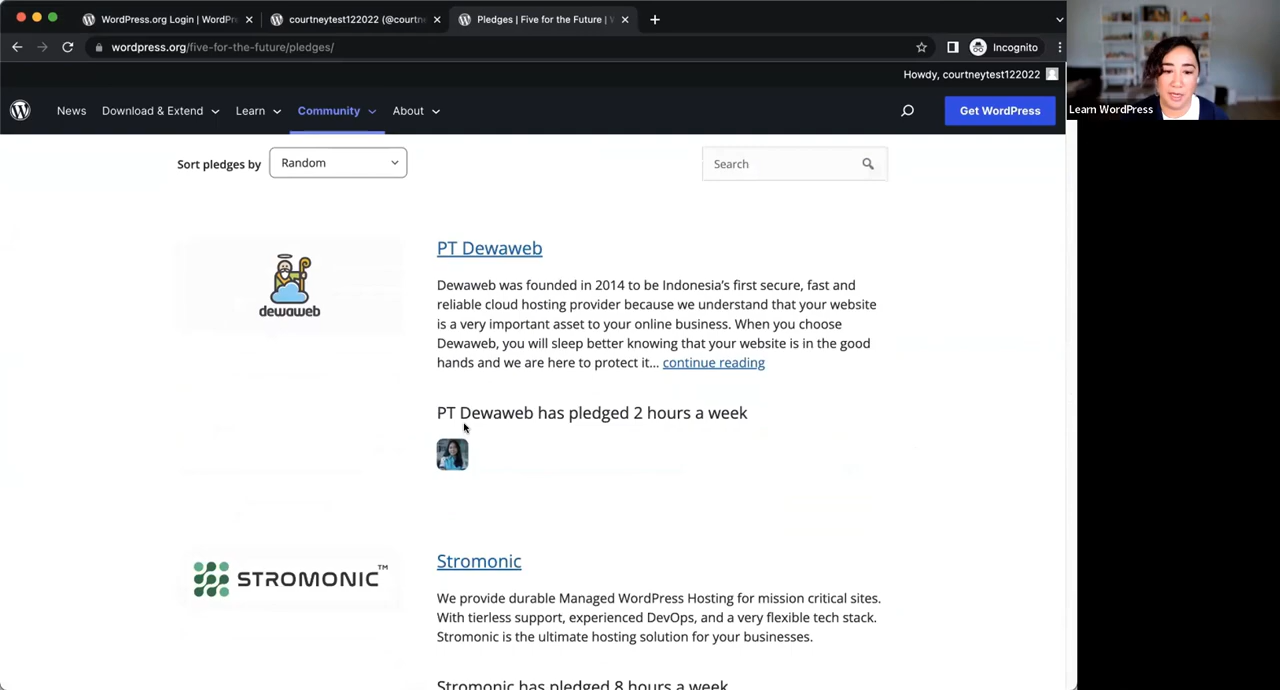 WordPress.org Login | WordPr
courtneytest122022 (@courtn
Pledges | Five for the Future |
wordpress.org/five-for-the-future/pledges/
Incognito
Howdy, courtneytest122022
News
Download & Extend
Learn
Community
About
Get WordPress
Learn WordPress
Sort pledges by
Random
Search
PT Dewaweb
dewaweb
Dewaweb was founded in 2014 to be Indonesia's first secure, fast and
reliable cloud hosting provider because we understand that your website
is a very important asset to your online business. When you choose
Dewaweb, you will sleep better knowing that your website is in the good
hands and we are here to protect it... continue reading
PT Dewaweb has pledged 2 hours a week
Stromonic
STROMONIC™
We provide durable Managed WordPress Hosting for mission critical sites.
With tierless support, experienced DevOps, and a very flexible tech stack.
Stromonic is the ultimate hosting solution for your businesses.
Stromonic has pledged 8 hours a week